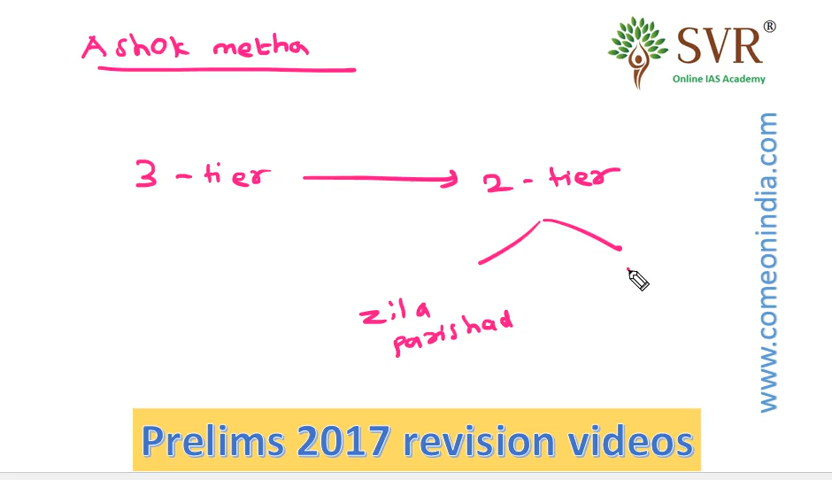 Ashok metha
SVR®
Online IAS Academy
3 - tier → 2 - tier
zila
parishad
www.comeonindia.com
Prelims 2017 revision videos